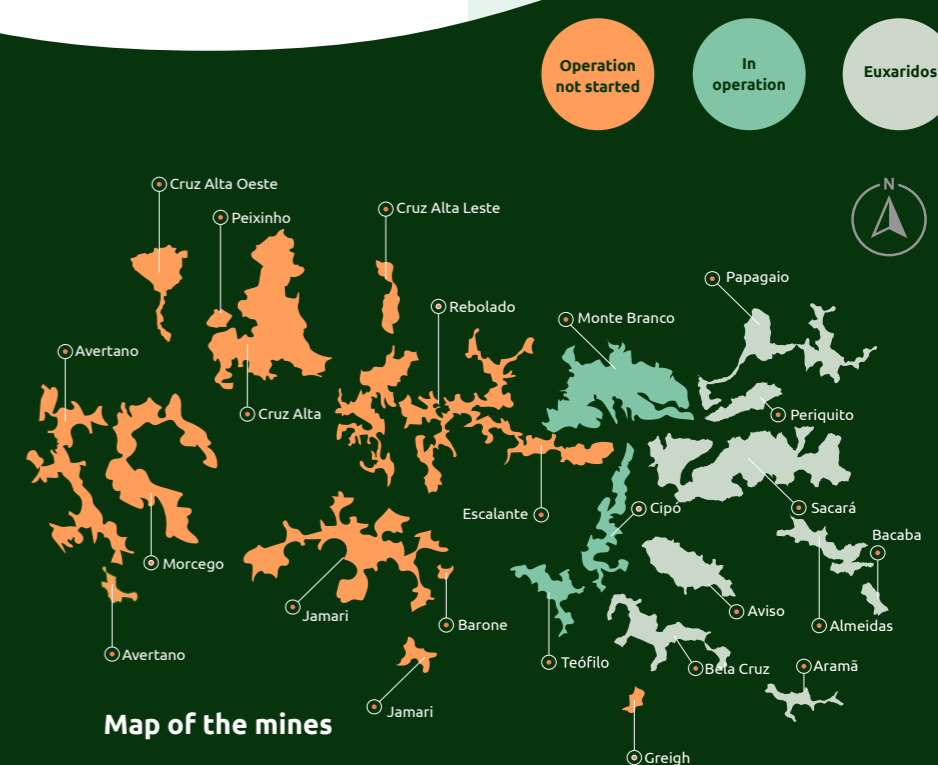 Operation
not started
In
operation
Euxaridos
N
Cruz Alta Oeste
Peixinho
Cruz Alta Leste
Papagaio
Rebolado
Monte Branco
Avertano
Cruz Alta
Periquito
Escalante
Cipó
Sacará
Bacaba
Morcego
Jamari
Barone
Aviso
Almeidas
Avertano
Teófilo
Bela Cruz
Aramã
Jamari
Map of the mines
Greigh